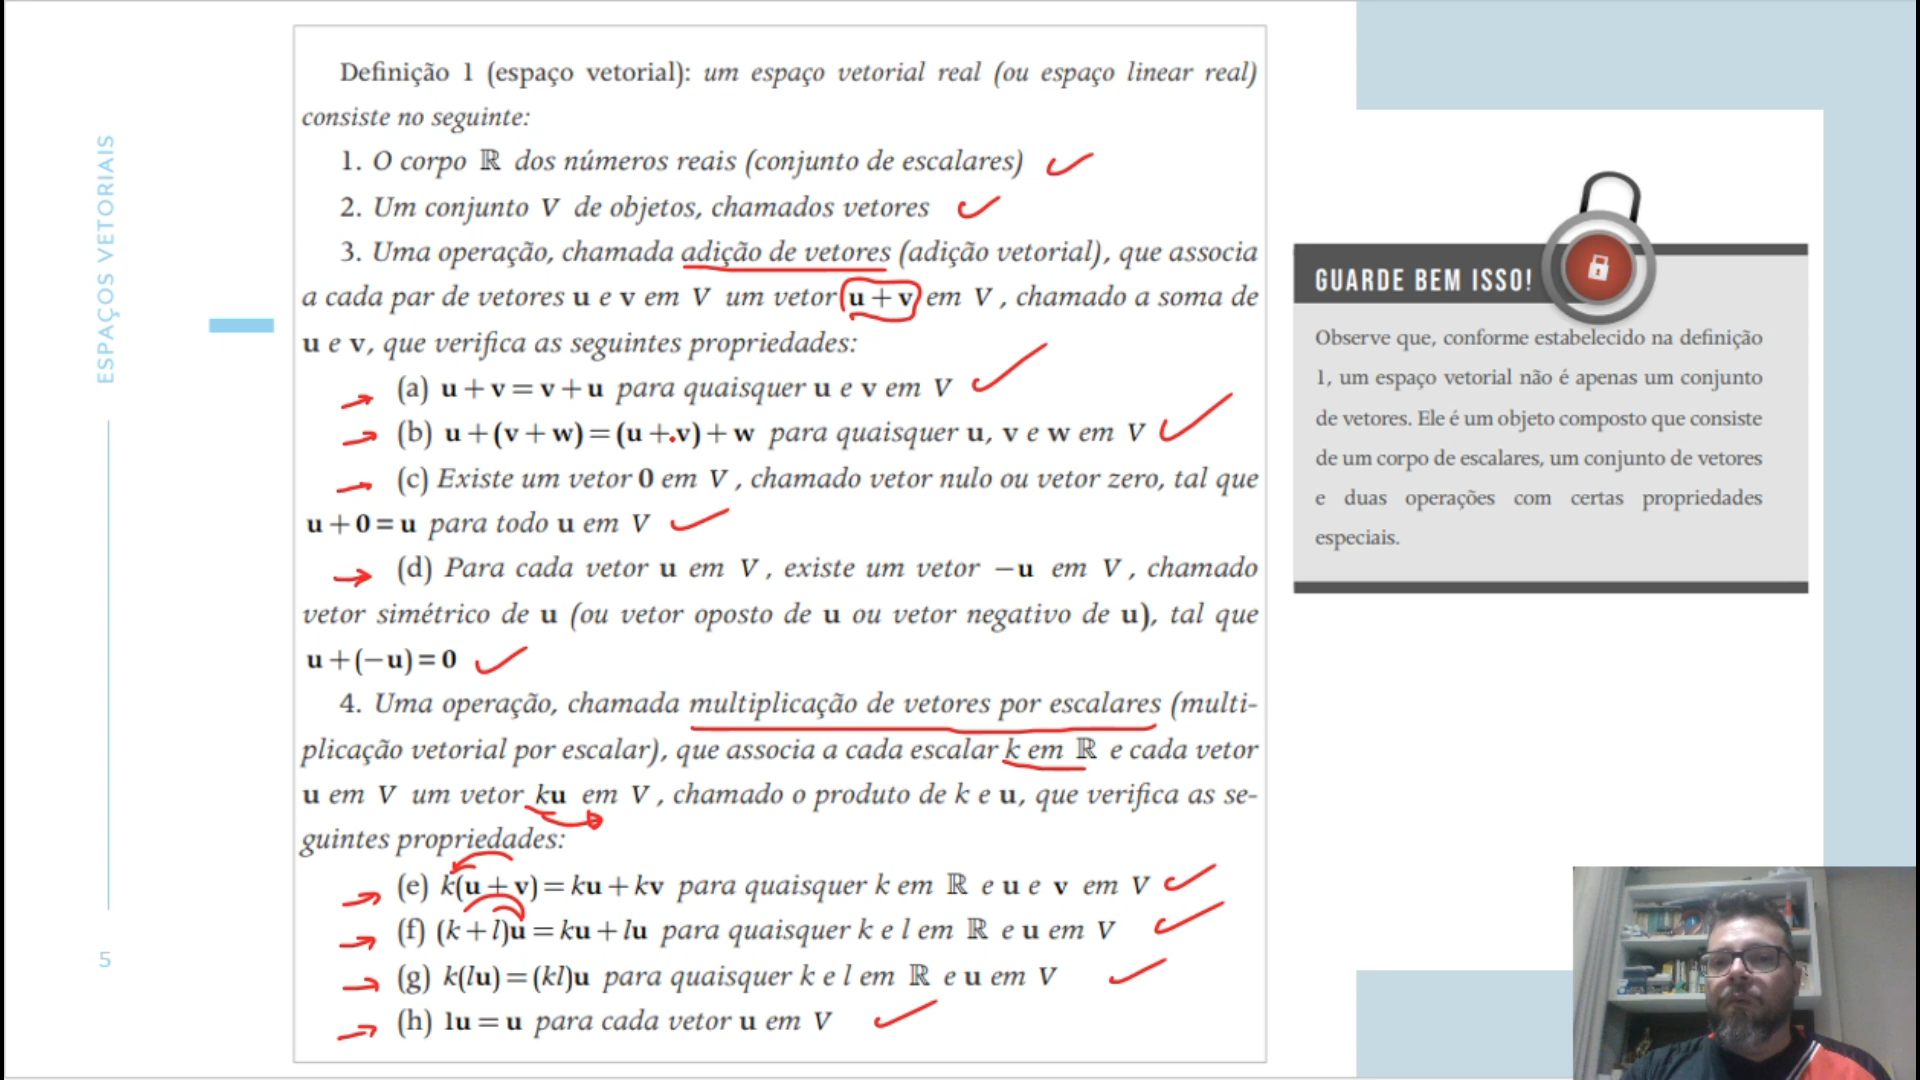 ESPAÇOS VETORIAIS
5
Definição 1 (espaço vetorial): um espaço vetorial real (ou espaço linear real)
consiste no seguinte:
1. O corpo ℝ dos números reais (conjunto de escalares)
2. Um conjunto V de objetos, chamados vetores
3. Uma operação, chamada adição de vetores (adição vetorial), que associa
a cada par de vetores u e v em V um vetor u + v em V, chamado a soma de
u e v, que verifica as seguintes propriedades:
(a) u + v = v + u para quaisquer u e v em V
(b) u + (v + w) = (u + v) + w para quaisquer u, v e w em V
(c) Existe um vetor 0 em V, chamado vetor nulo ou vetor zero, tal que
u + 0 = u para todo u em V
(d) Para cada vetor u em V, existe um vetor −u em V, chamado
vetor simétrico de u (ou vetor oposto de u ou vetor negativo de u), tal que
u + (−u) = 0
4. Uma operação, chamada multiplicação de vetores por escalares (multi-
plicação vetorial por escalar), que associa a cada escalar k em ℝ e cada vetor
u em V um vetor ku em V, chamado o produto de k e u, que verifica as se-
guintes propriedades:
(e) k(u + v) = ku + kv para quaisquer k em ℝ e u e v em V
(f) (k + l)u = ku + lu para quaisquer k e l em ℝ e u em V
(g) k(lu) = (kl)u para quaisquer k e l em ℝ e u em V
(h) 1u = u para cada vetor u em V
GUARDE BEM ISSO!
Observe que, conforme estabelecido na definição
1, um espaço vetorial não é apenas um conjunto
de vetores. Ele é um objeto composto que consiste
de um corpo de escalares, um conjunto de vetores
e duas operações com certas propriedades
especiais.